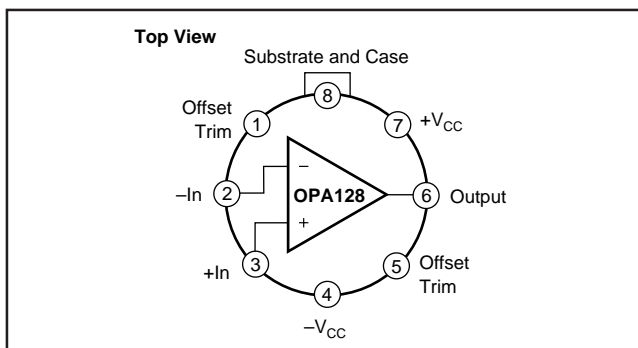 Top View
Substrate and Case
8
Offset
Trim
1
7
+VCC
–In
2
–
OPA128
6
Output
+
+In
3
5
Offset
Trim
4
–VCC